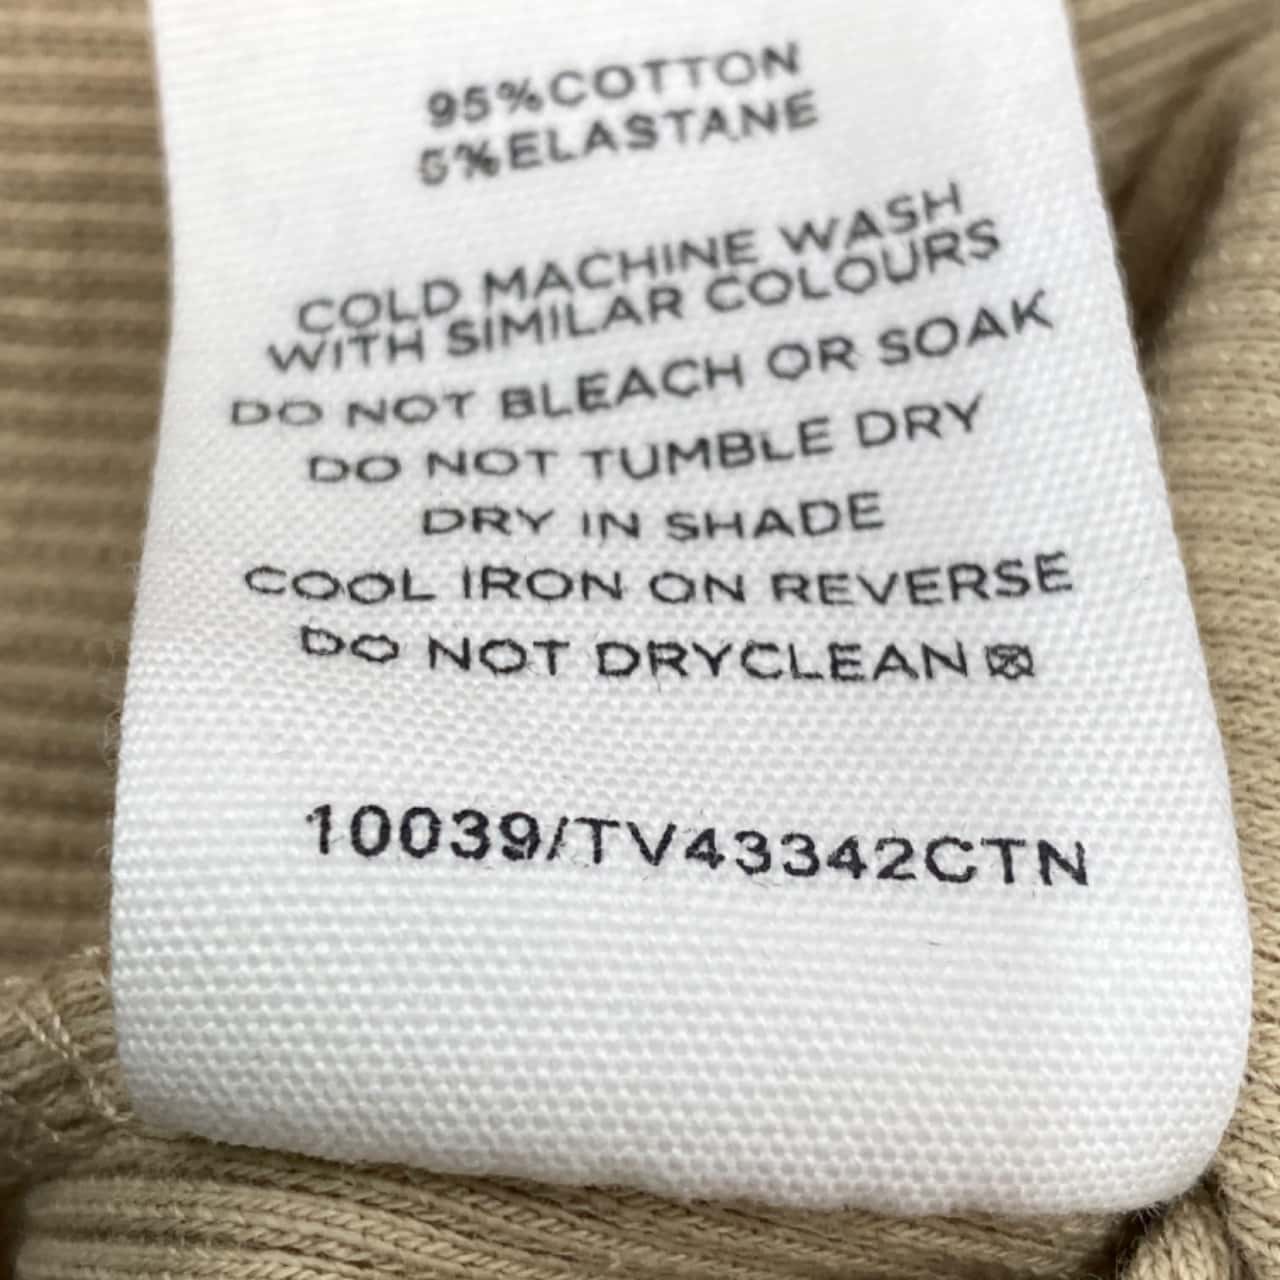 95%COTTON
5%ELASTANE
COLD MACHINE WASH
WITH SIMILAR COLOURS
DO NOT BLEACH OR SOAK
DO NOT TUMBLE DRY
DRY IN SHADE
COOL IRON ON REVERSE
DO NOT DRYCLEAN
10039/TV43342CTN